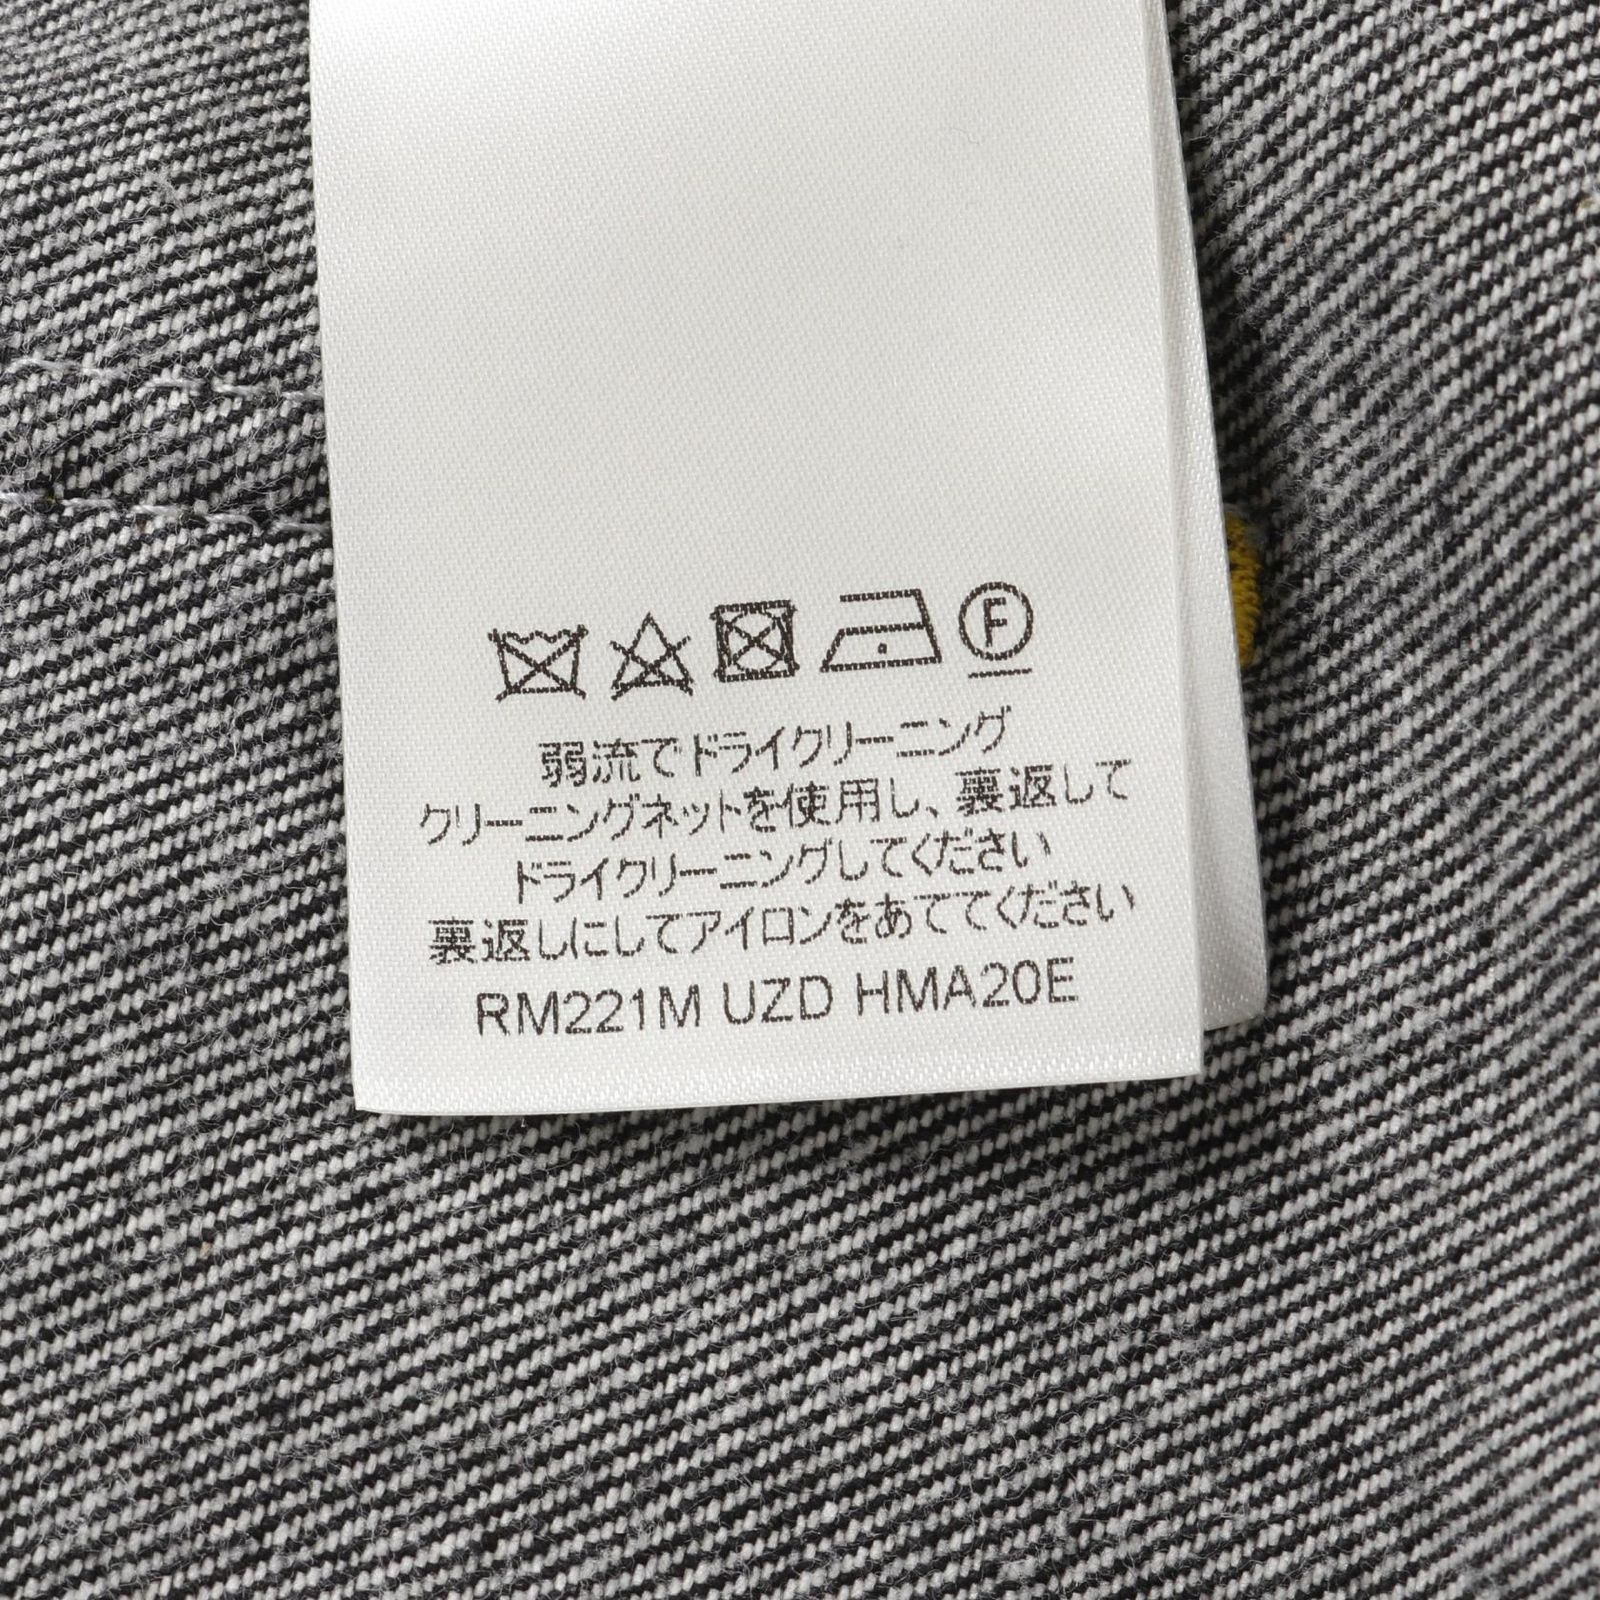 F
弱流でドライクリーニング
クリーニングネットを使用し、裏返して
ドライクリーニングしてください
裏返しにしてアイロンをあててください
RM221M UZD HMA20E